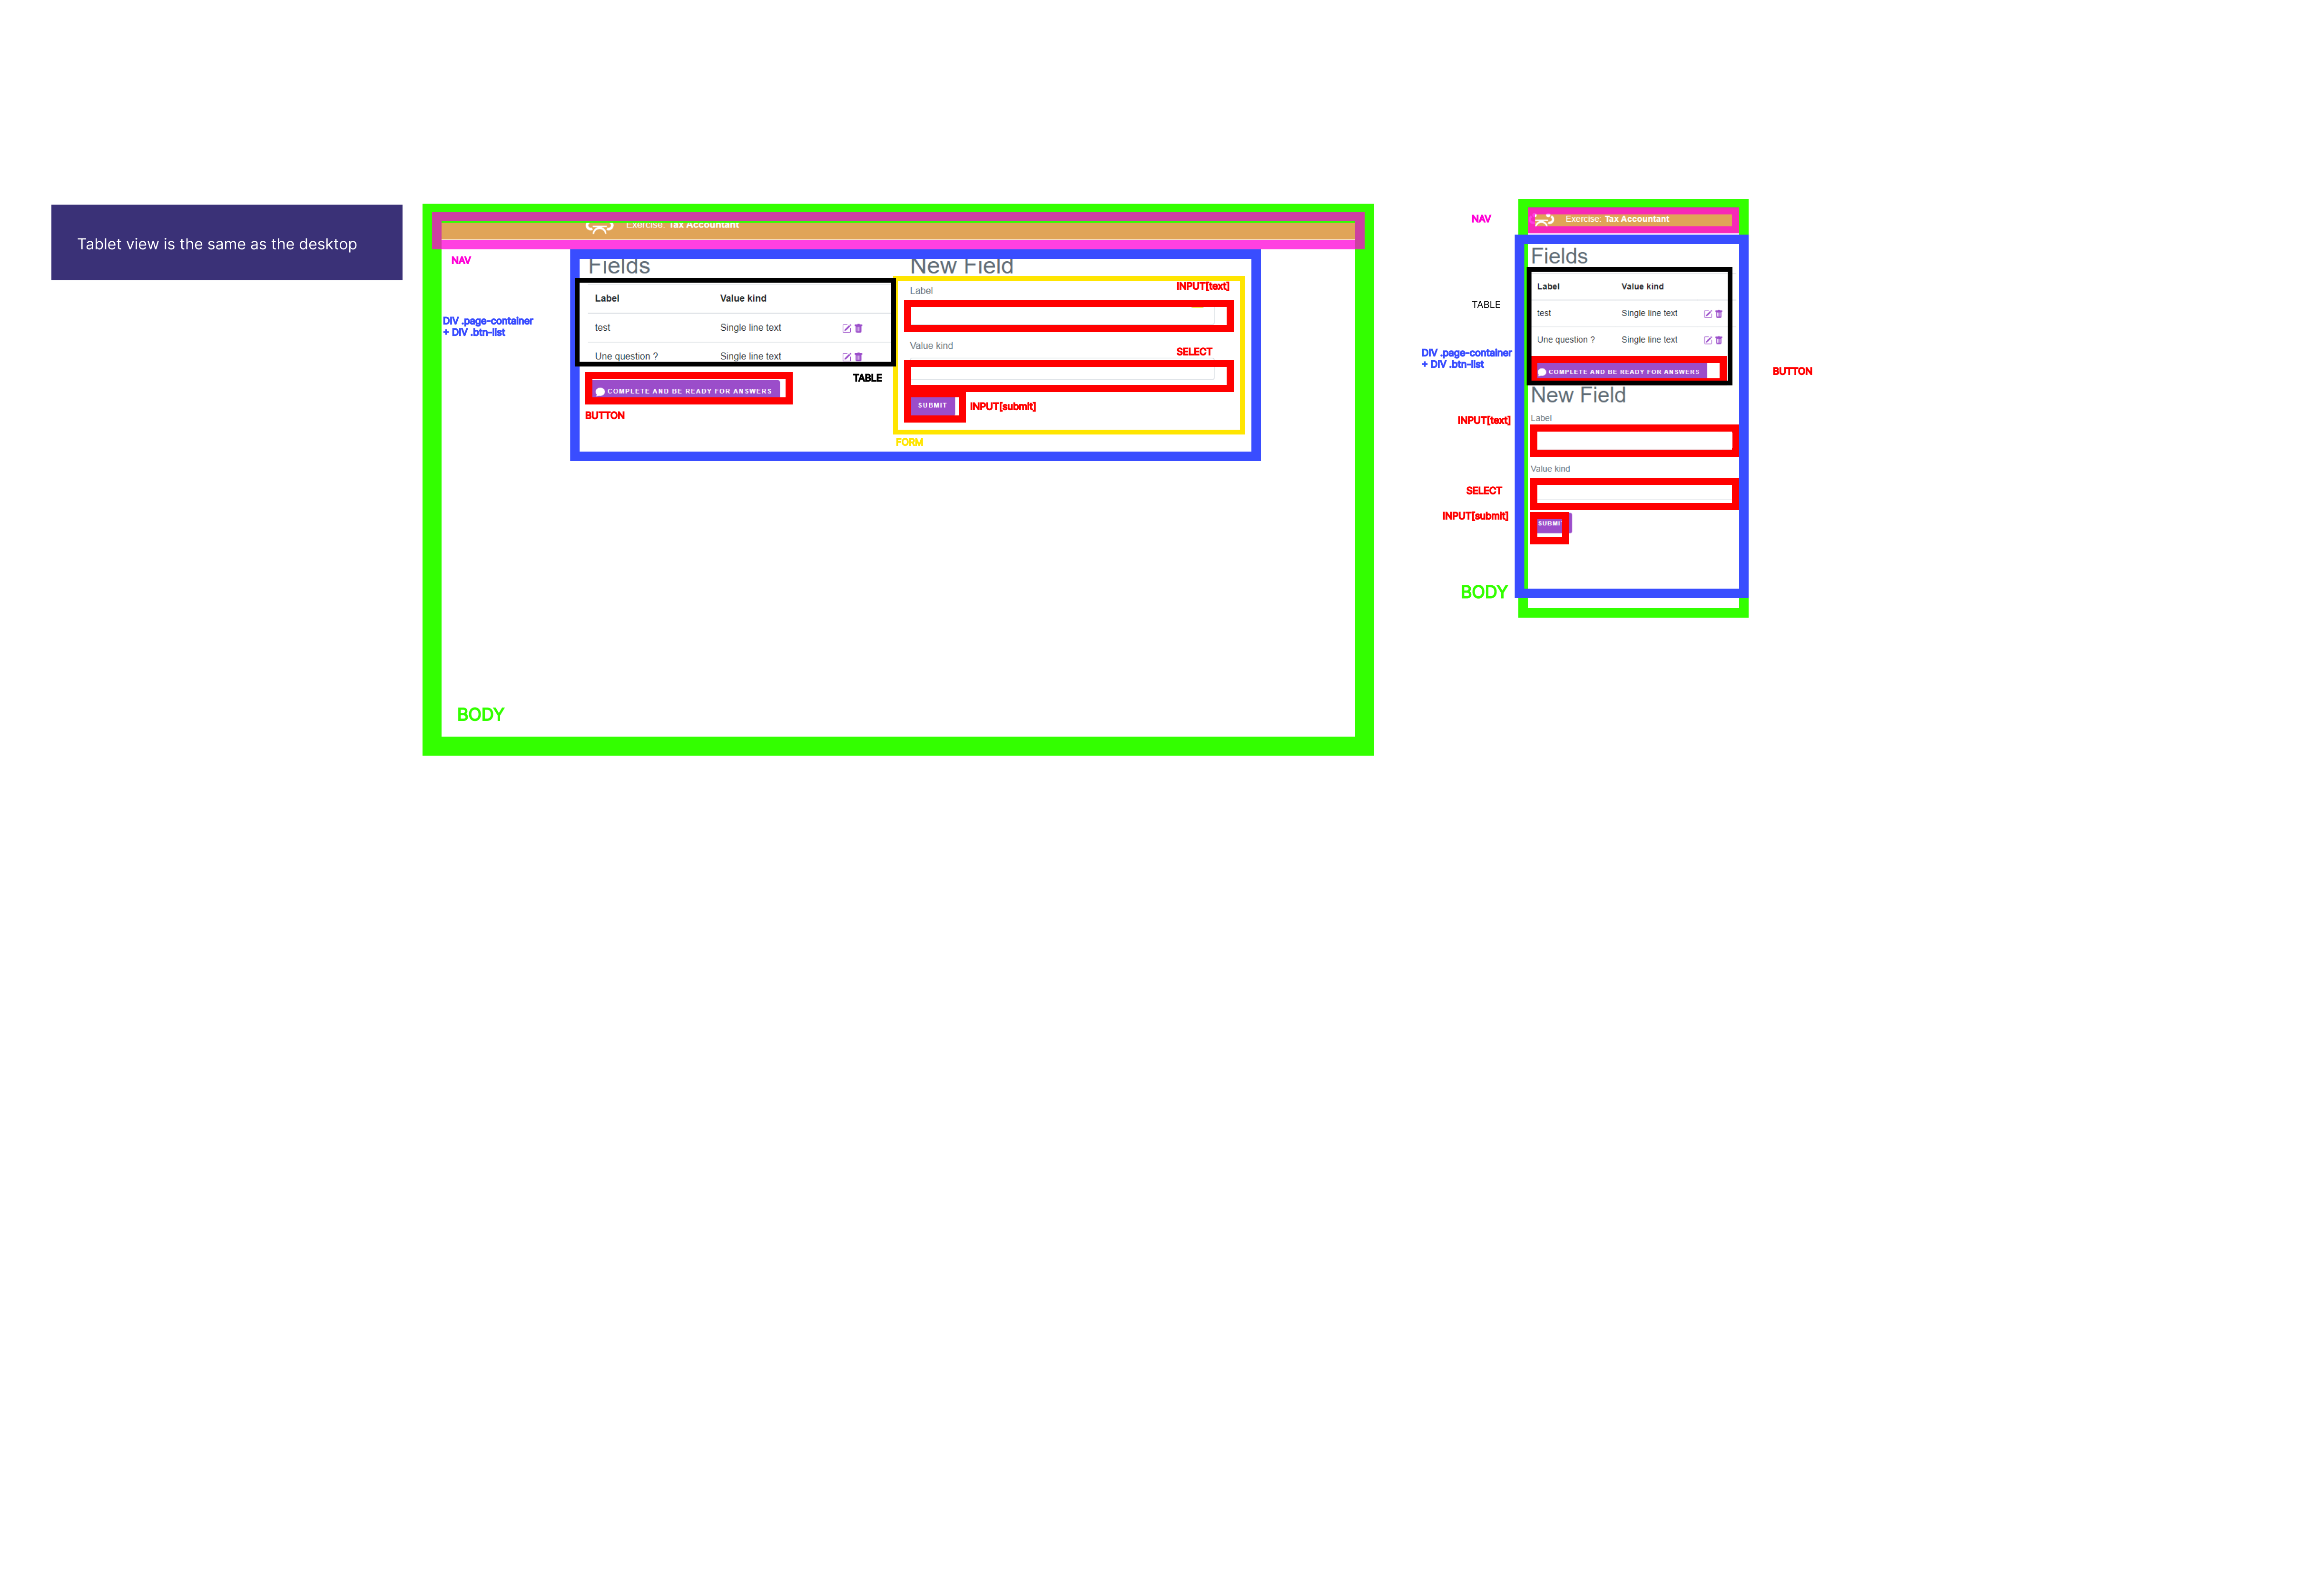 Tablet view is the same as the desktop
Exercise: Tax Accountant
NAV
Fields
New Field
DIV .page-container
+ DIV .btn-list
Label
Value kind
test
Single line text
Une question ?
Single line text
TABLE
COMPLETE AND BE READY FOR ANSWERS
BUTTON
Label
INPUT[text]
Value kind
SELECT
SUBMIT
INPUT[submit]
FORM
BODY
NAV
Exercise: Tax Accountant
Fields
Label
Value kind
TABLE
test
Single line text
Une question ?
Single line text
DIV .page-container
+ DIV .btn-list
COMPLETE AND BE READY FOR ANSWERS
BUTTON
New Field
Label
INPUT[text]
Value kind
SELECT
INPUT[submit]
BODY